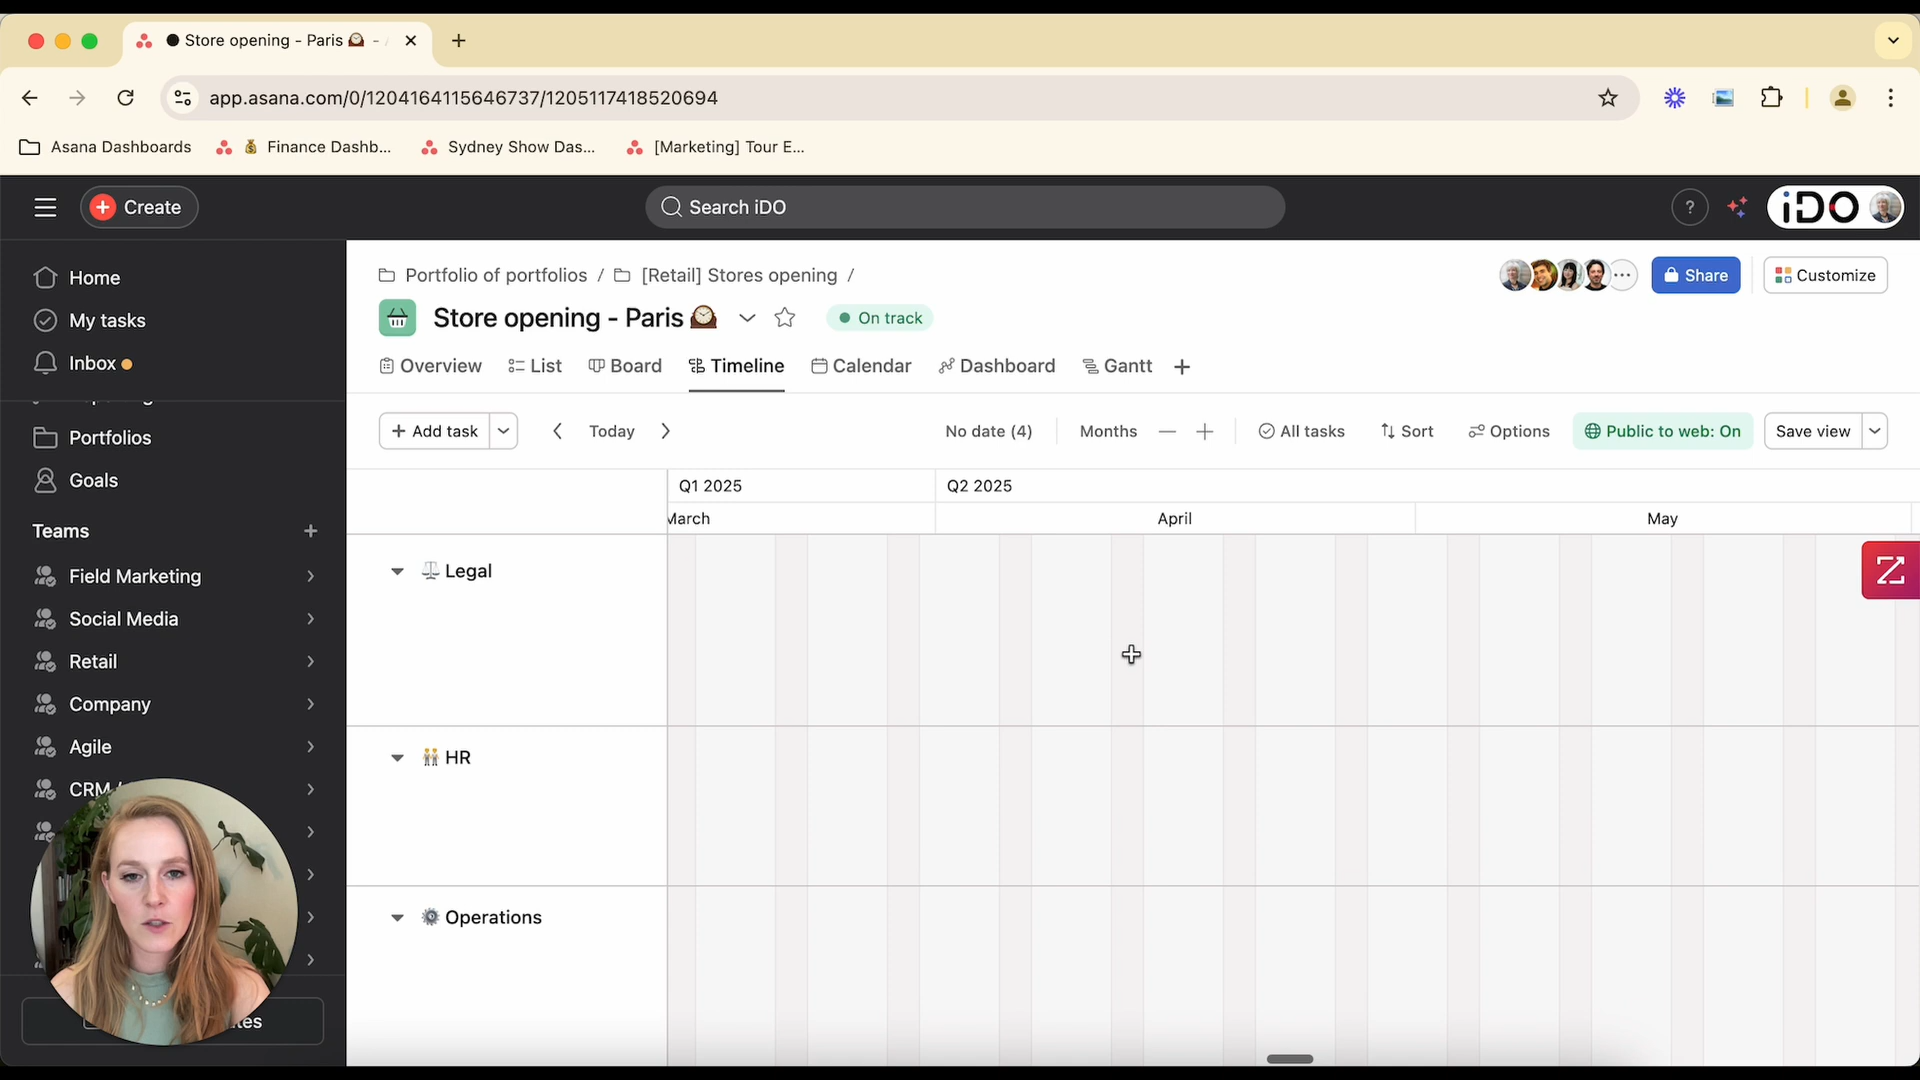 Store opening - Paris
app.asana.com/0/1204164115646737/1205117418520694
Asana Dashboards
Finance Dashb...
Sydney Show Das...
[Marketing] Tour E...
Create
Search iDO
?
iDO
Home
My tasks
Inbox
Portfolios
Goals
Teams
Field Marketing
Social Media
Retail
Company
Agile
CRM /
Portfolio of portfolios / [Retail] Stores opening /
Share
Customize
Store opening - Paris
On track
Overview
List
Board
Timeline
Calendar
Dashboard
Gantt
+ Add task
Today
No date (4)
Months
All tasks
Sort
Options
Public to web: On
Save view
Q1 2025
Q2 2025
March
April
May
Legal
HR
Operations